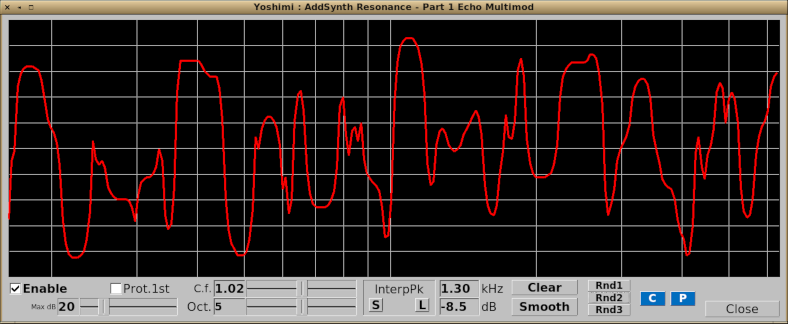 Yoshimi : AddSynth Resonance - Part 1 Echo Multimod
Enable
Prot.1st
C.f. 1.02
InterpPk
1.30 kHz
Clear
Rnd1
Rnd2
Rnd3
C P
Max dB 20
Oct. 5
S L
-8.5 dB
Smooth
Close